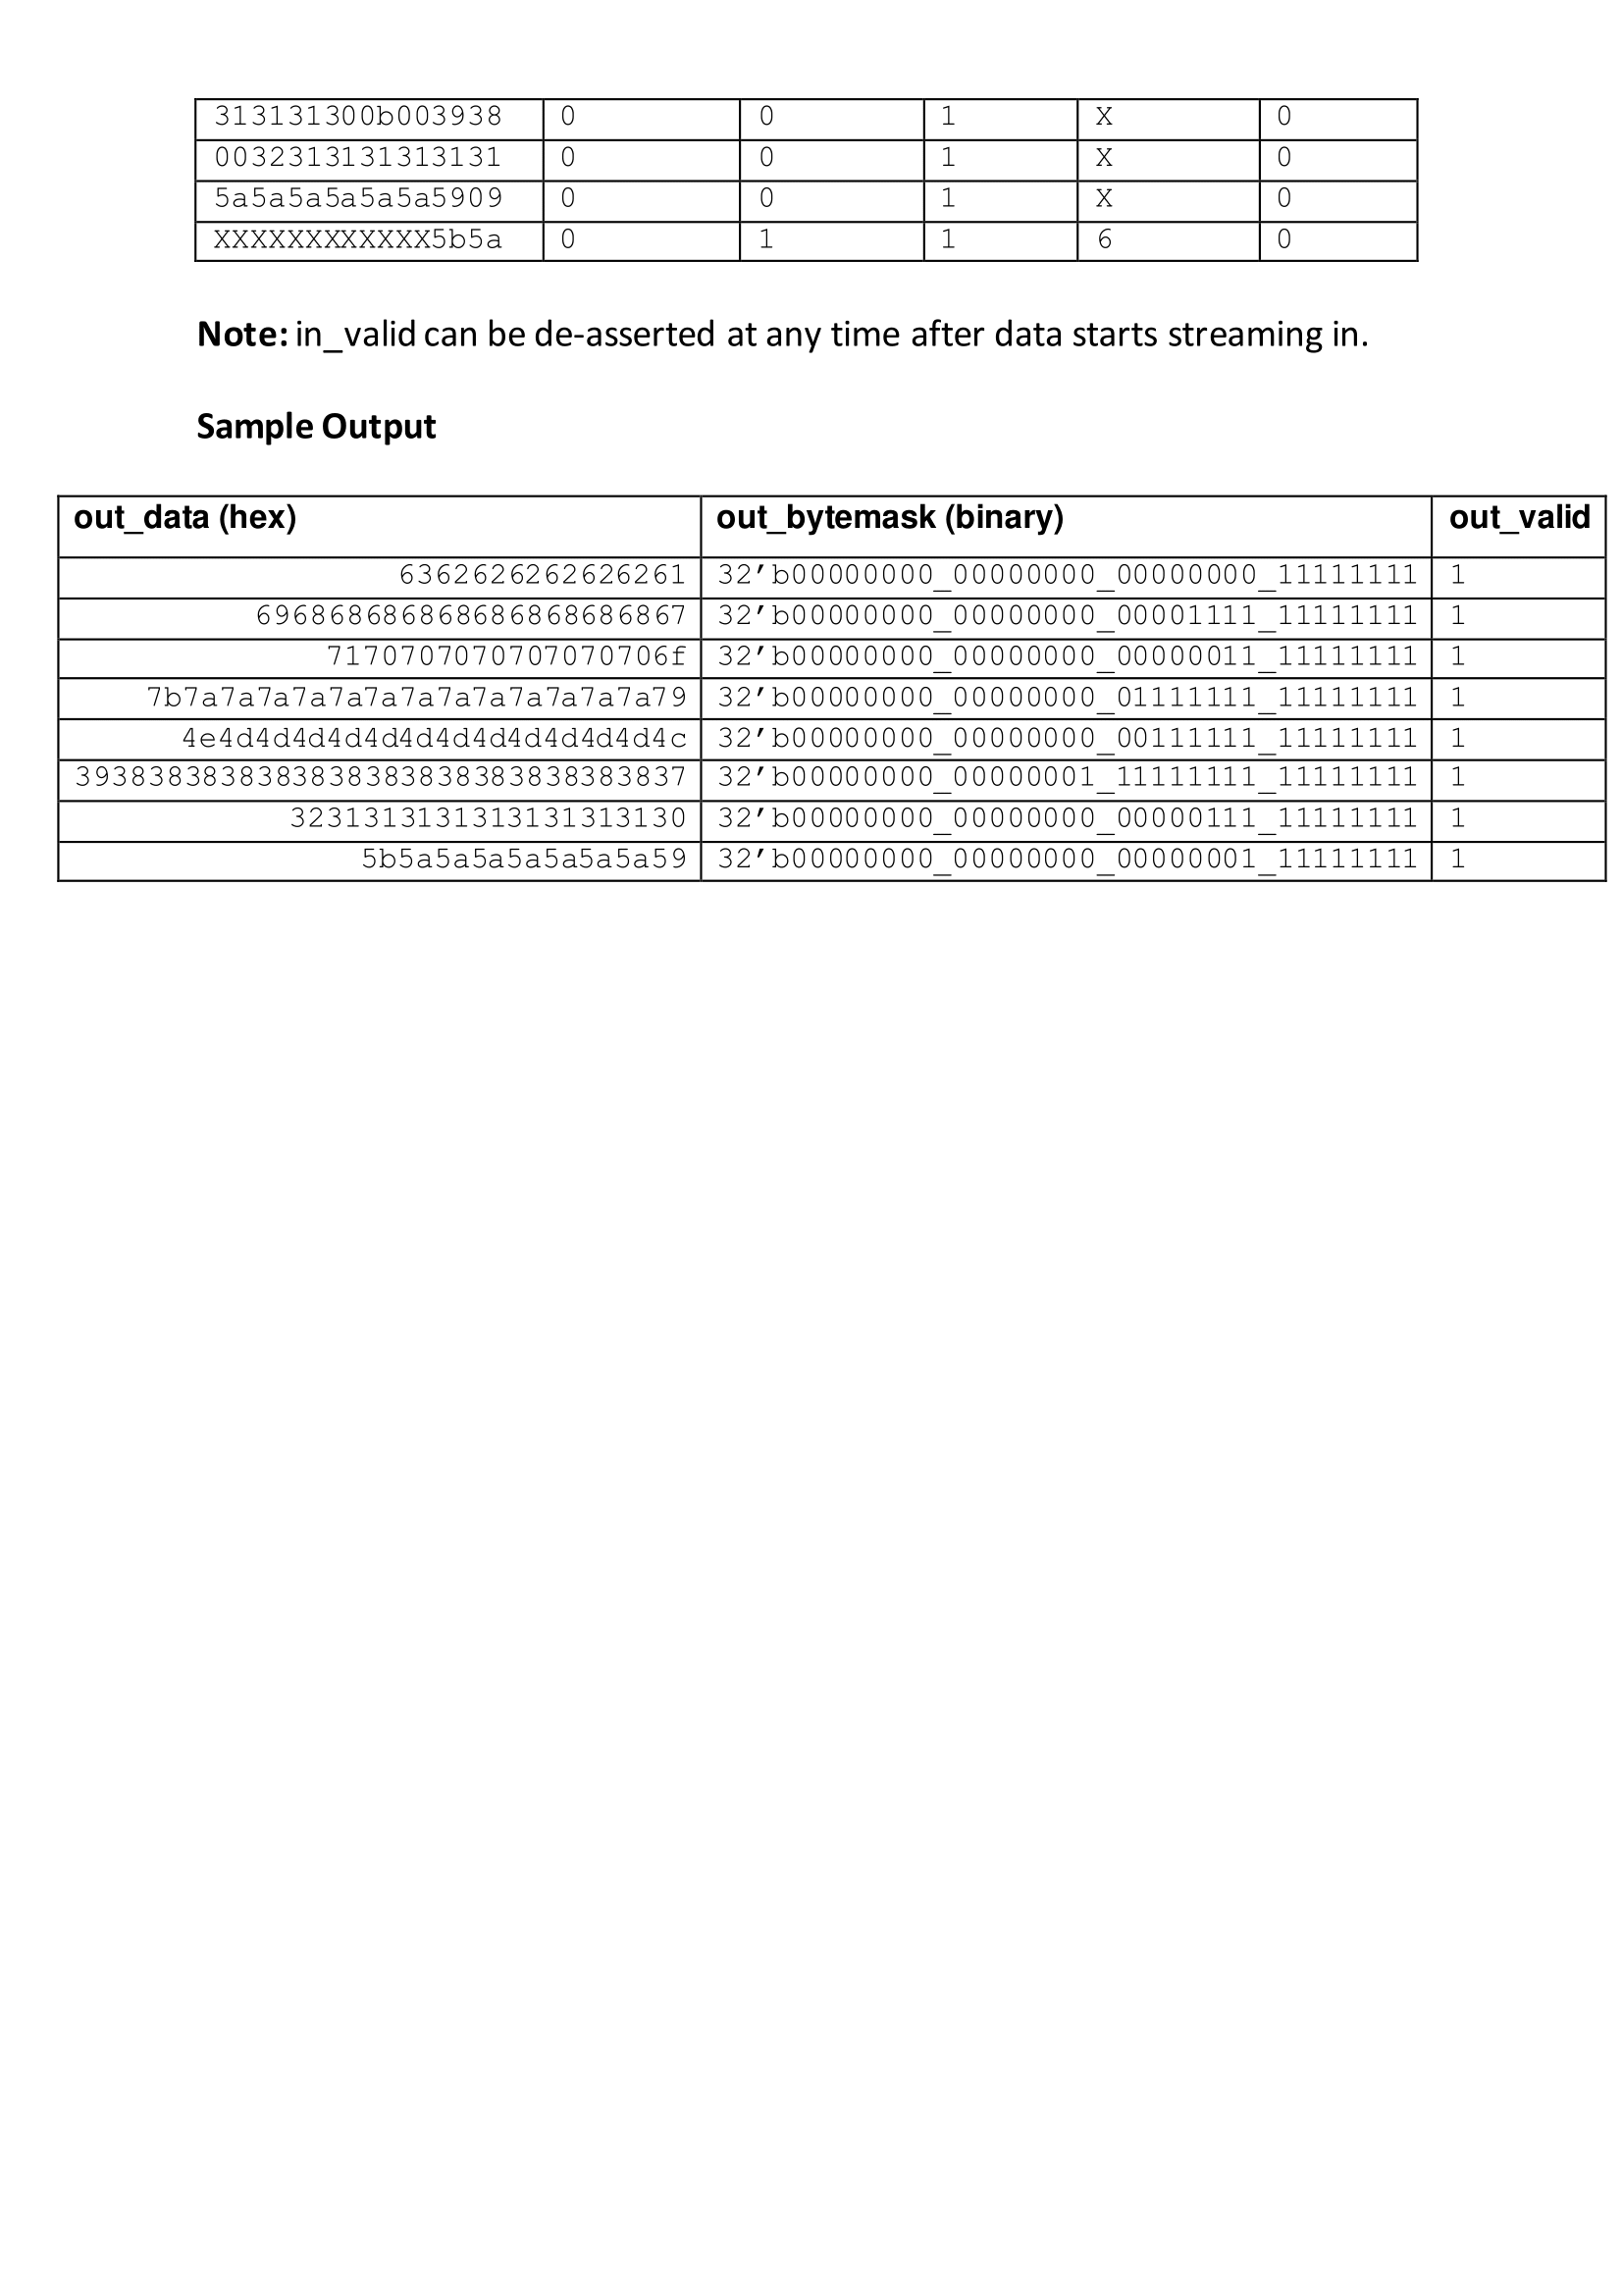 313131300b003938 0 0 1 X 0
0032313131313131 0 0 1 X 0
5a5a5a5a5a5a5909 0 0 1 X 0
XXXXXXXXXXXX5b5a 0 1 1 6 0
Note: in_valid can be de-asserted at any time after data starts streaming in.
Sample Output
out_data (hex) out_bytemask (binary) out_valid
6362626262626261 32’b00000000_00000000_00000000_11111111 1
696868686868686868686867 32’b00000000_00000000_00001111_11111111 1
7170707070707070706f 32’b00000000_00000000_00000011_11111111 1
7b7a7a7a7a7a7a7a7a7a7a7a7a7a79 32’b00000000_00000000_01111111_11111111 1
4e4d4d4d4d4d4d4d4d4d4d4d4d4c 32’b00000000_00000000_00111111_11111111 1
3938383838383838383838383838383837 32’b00000000_00000001_11111111_11111111 1
3231313131313131313130 32’b00000000_00000000_00000111_11111111 1
5b5a5a5a5a5a5a5a59 32’b00000000_00000000_00000001_11111111 1